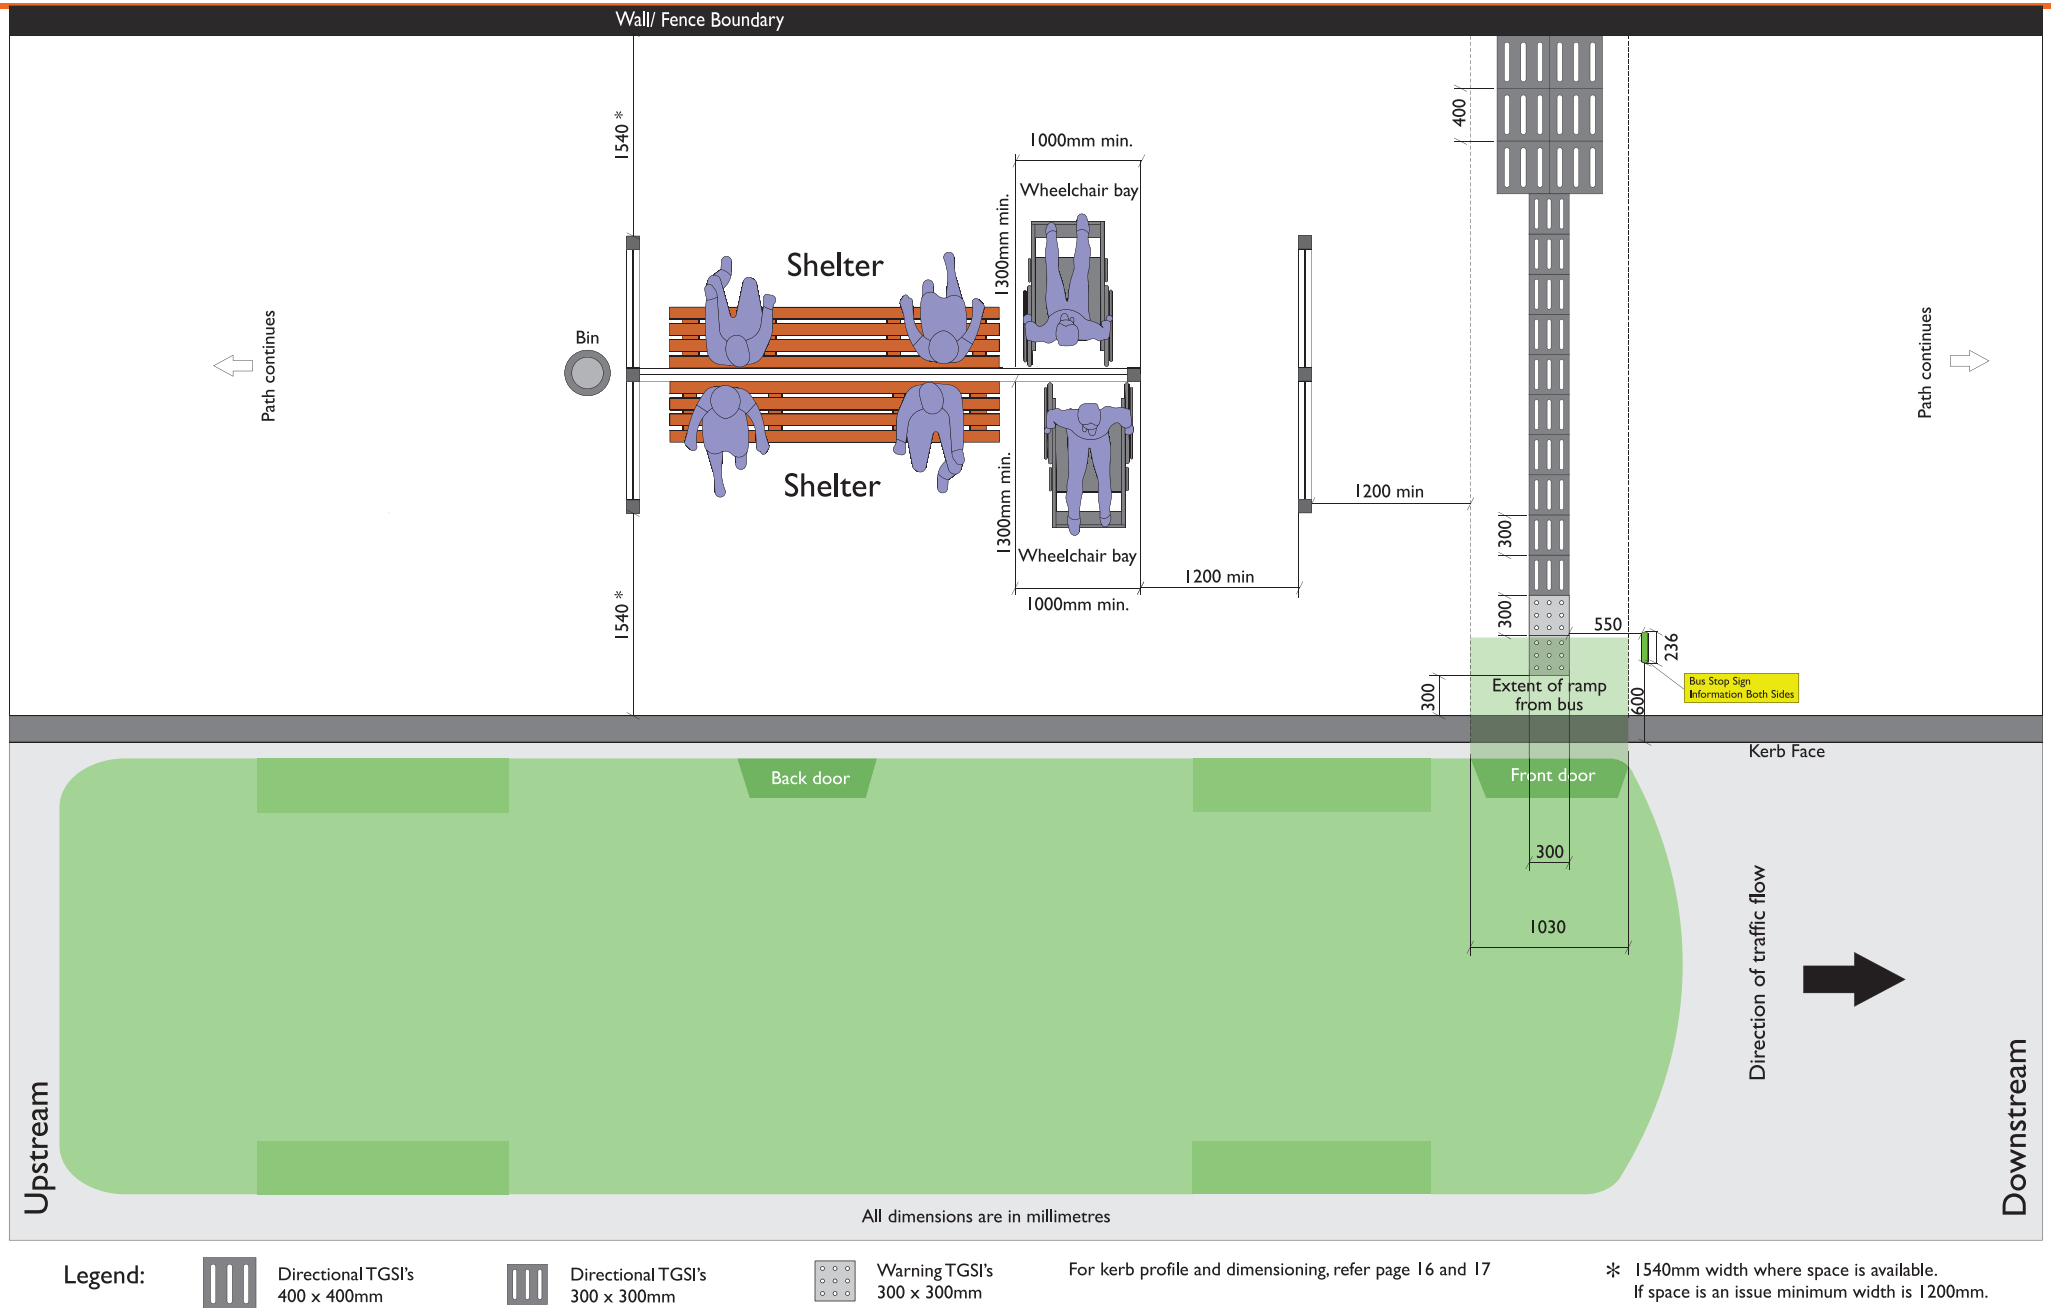 Wall/ Fence Boundary
1540 *
400
1000mm min.
Wheelchair bay
1300mm min.
Shelter
Bin
Path continues
Path continues
Shelter
1300mm min.
Wheelchair bay
1000mm min.
1200 min
1200 min
300
300
1540 *
550
236
Bus Stop Sign
Information Both Sides
300
Extent of ramp
from bus
600
Kerb Face
Back door
Front door
300
1030
Direction of traffic flow
Upstream
Downstream
All dimensions are in millimetres
Legend:
Directional TGSI's
400 x 400mm
Directional TGSI's
300 x 300mm
Warning TGSI's
300 x 300mm
For kerb profile and dimensioning, refer page 16 and 17
* 1540mm width where space is available.
If space is an issue minimum width is 1200mm.